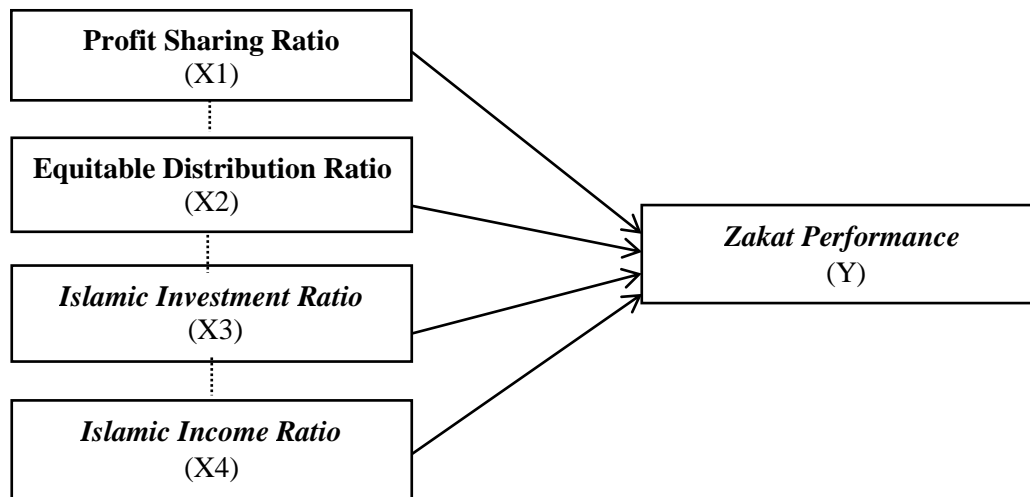 Profit Sharing Ratio
(X1)
Equitable Distribution Ratio
(X2)
Islamic Investment Ratio
(X3)
Islamic Income Ratio
(X4)
Zakat Performance
(Y)